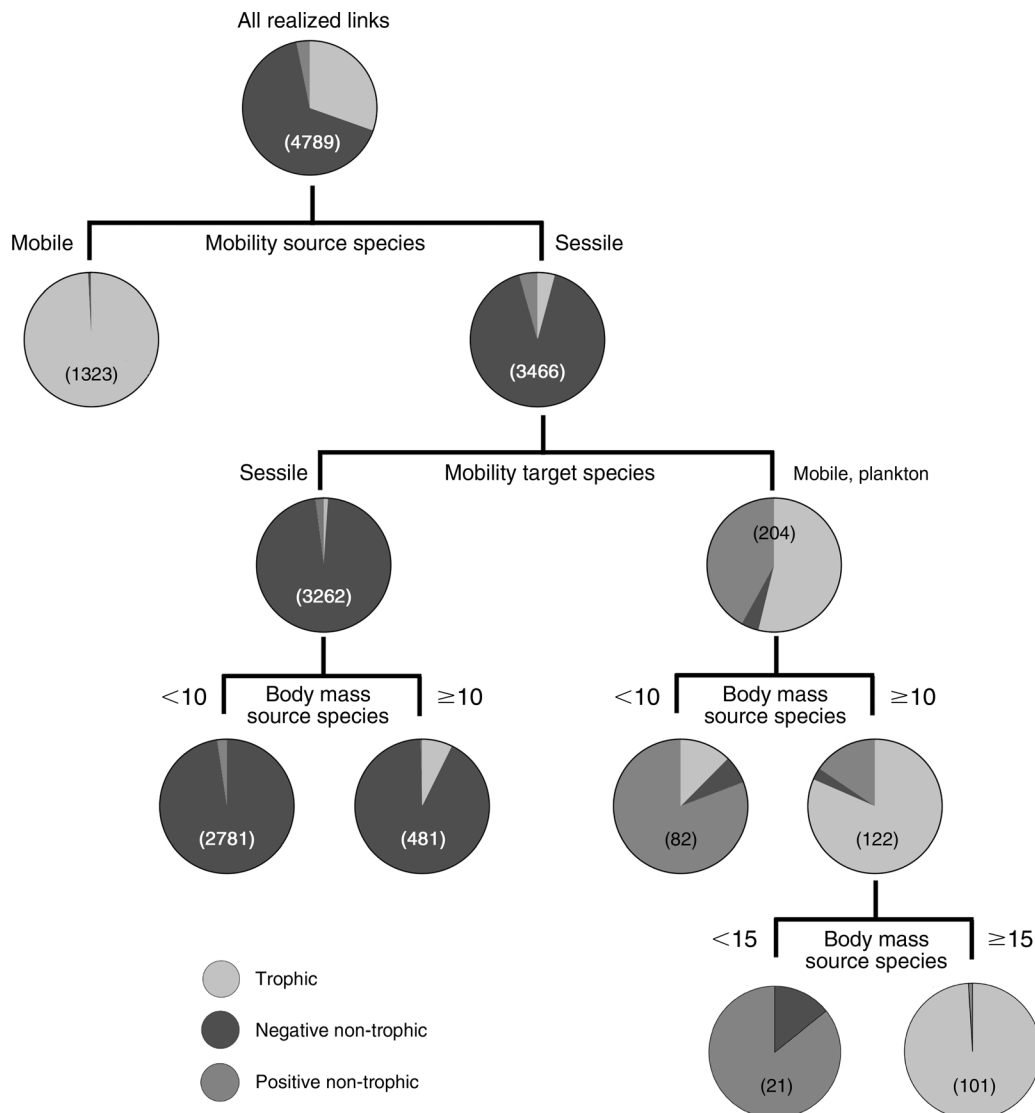 All realized links
(4789)
Mobile
Mobility source species
Sessile
(1323)
(3466)
Sessile
Mobility target species
Mobile, plankton
(204)
(3262)
<10
Body mass
source species
≥10
<10
Body mass
source species
≥10
(2781)
(481)
(82)
(122)
<15
Body mass
source species
≥15
Trophic
Negative non-trophic
Positive non-trophic
(21)
(101)